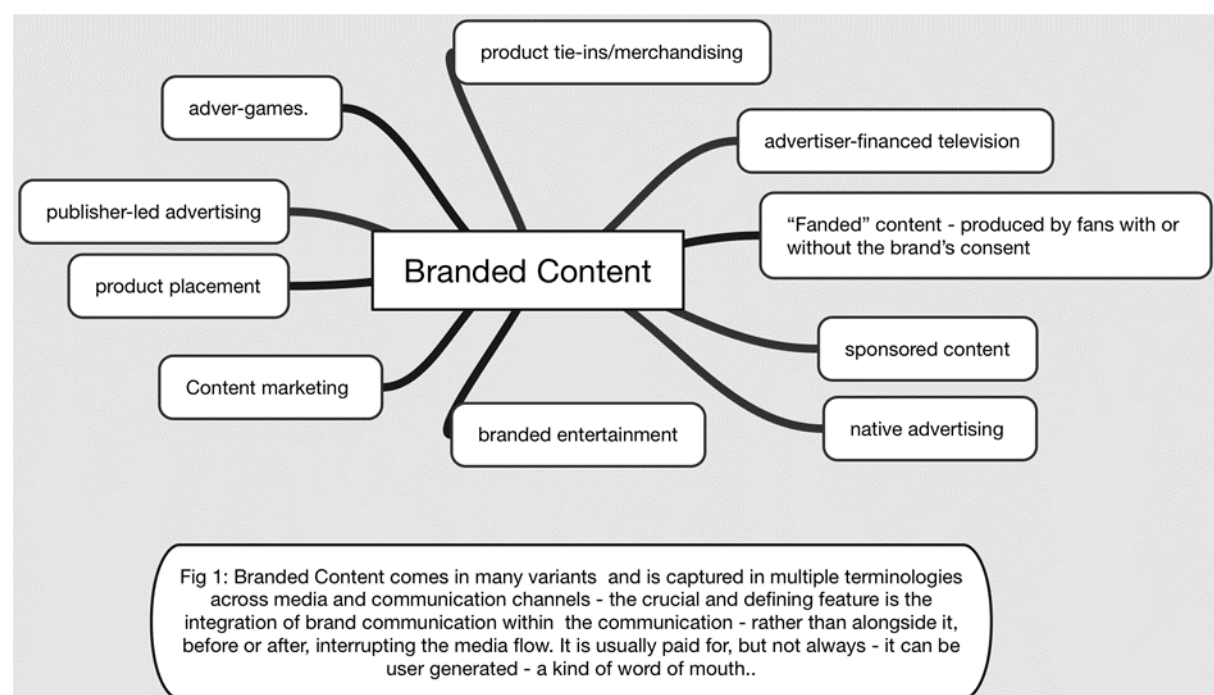 product tie-ins/merchandising
adver-games.
advertiser-financed television
publisher-led advertising
“Fanded” content - produced by fans with or
without the brand’s consent
Branded Content
product placement
sponsored content
Content marketing
native advertising
branded entertainment
Fig 1: Branded Content comes in many variants  and is captured in multiple terminologies
across media and communication channels - the crucial and defining feature is the
integration of brand communication within  the communication - rather than alongside it,
before or after, interrupting the media flow. It is usually paid for, but not always - it can be
user generated - a kind of word of mouth..